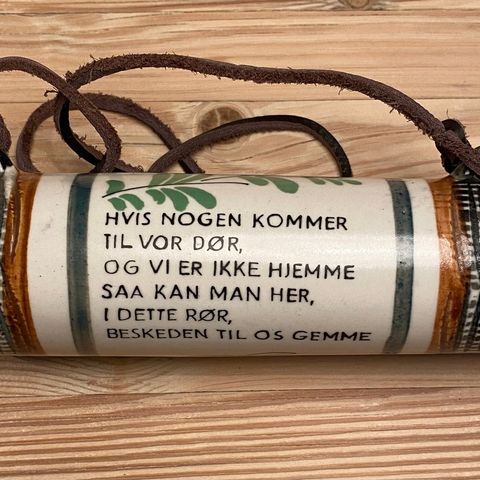 HVIS NOGEN KOMMER
TIL VOR DØR,
OG VI ER IKKE HJEMME
SAA KAN MAN HER,
I DETTE RØR,
BESKEDEN TIL OS GEMME